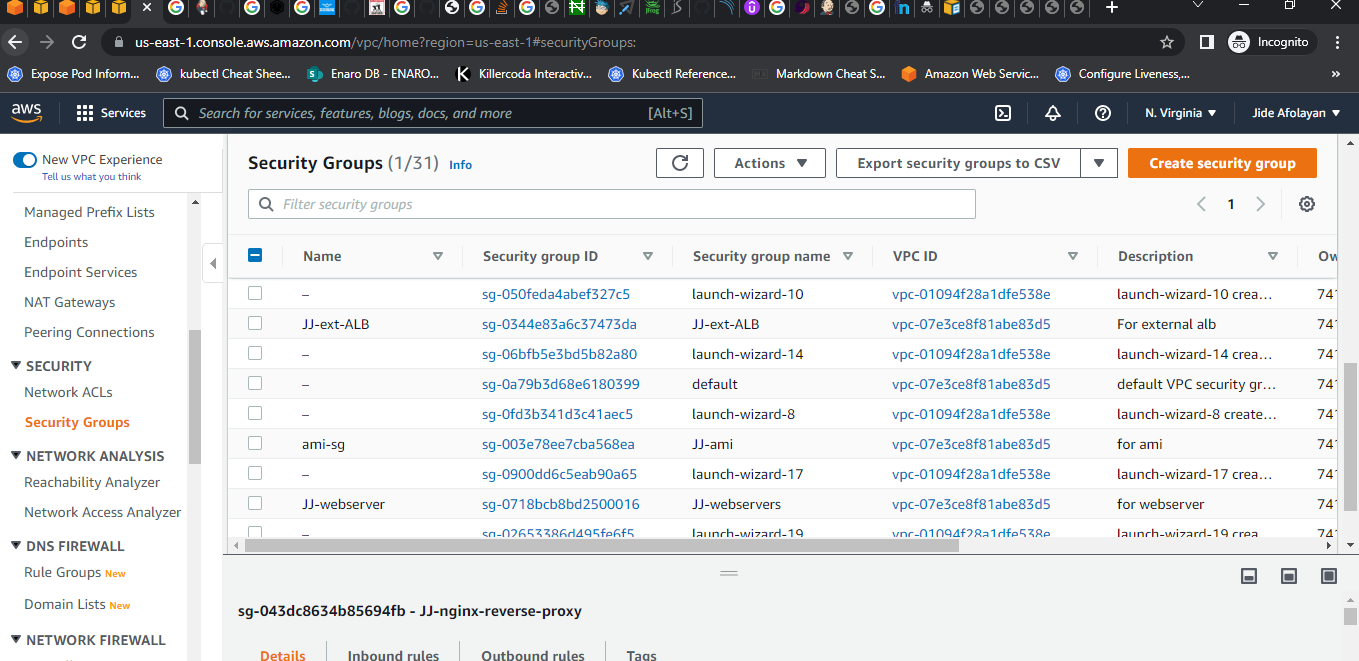 us-east-1.console.aws.amazon.com/vpc/home?region=us-east-1#securityGroups:
Incognito
Expose Pod Inform...
kubectl Cheat Shee...
Enaro DB - ENARO...
Killercoda Interactiv...
Kubectl Reference...
Markdown Cheat S...
Amazon Web Servic...
Configure Liveness,...
»
aws
Services
Search for services, features, blogs, docs, and more
[Alt+S]
N. Virginia
Jide Afolayan
New VPC Experience
Tell us what you think
Managed Prefix Lists
Endpoints
Endpoint Services
NAT Gateways
Peering Connections
SECURITY
Network ACLs
Security Groups
NETWORK ANALYSIS
Reachability Analyzer
Network Access Analyzer
DNS FIREWALL
Rule Groups New
Domain Lists New
NETWORK FIREWALL
Security Groups (1/31) Info
Actions
Export security groups to CSV
Create security group
Filter security groups
1
Name Security group ID Security group name VPC ID Description Ow
– sg-050feda4abef327c5 launch-wizard-10 vpc-01094f28a1dfe538e launch-wizard-10 crea... 741
JJ-ext-ALB sg-0344e83a6c37473da JJ-ext-ALB vpc-07e3ce8f81abe83d5 For external alb 741
– sg-06bfb5e3bd5b82a80 launch-wizard-14 vpc-01094f28a1dfe538e launch-wizard-14 crea... 741
– sg-0a79b3d68e6180399 default vpc-07e3ce8f81abe83d5 default VPC security gr... 741
– sg-0fd3b341d3c41aec5 launch-wizard-8 vpc-01094f28a1dfe538e launch-wizard-8 create... 741
ami-sg sg-003e78ee7cba568ea JJ-ami vpc-07e3ce8f81abe83d5 for ami 741
– sg-0900dd6c5eab90a65 launch-wizard-17 vpc-01094f28a1dfe538e launch-wizard-17 crea... 741
JJ-webserver sg-0718bcb8bd2500016 JJ-webservers vpc-07e3ce8f81abe83d5 for webserver 741
– sg-02653386d495fe6f5 launch-wizard-19 vpc-01094f28a1dfe538e launch-wizard-19 crea 741
sg-043dc8634b85694fb - JJ-nginx-reverse-proxy
Details
Inbound rules
Outbound rules
Tags